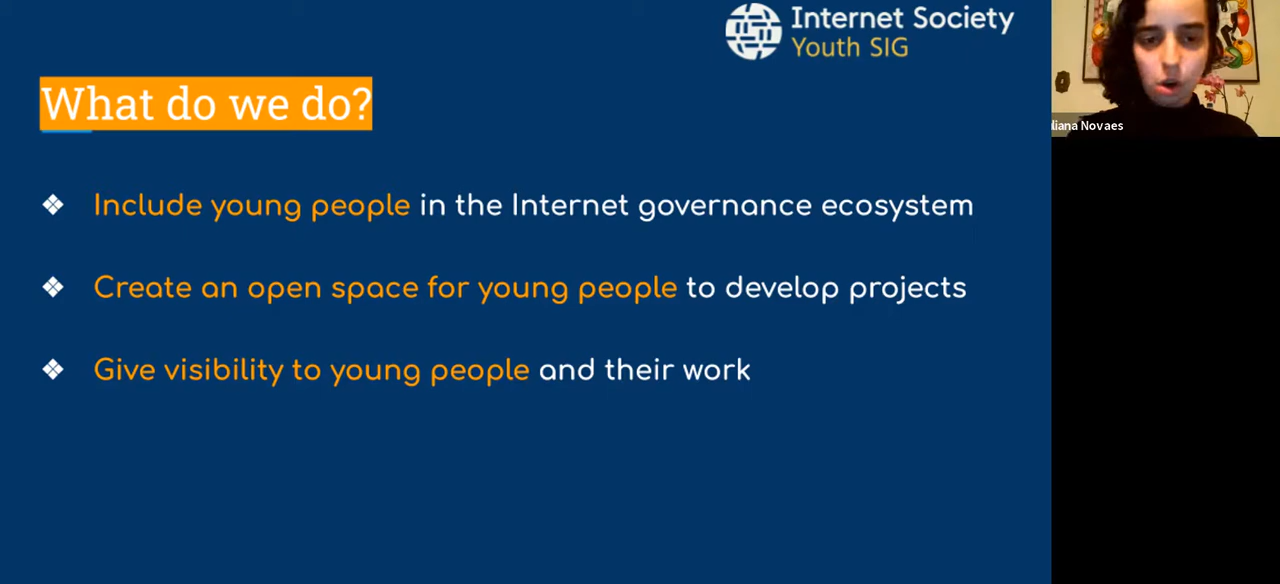 Internet Society
Youth SIG
What do we do?
❖ Include young people in the Internet governance ecosystem
❖ Create an open space for young people to develop projects
❖ Give visibility to young people and their work
Novaes